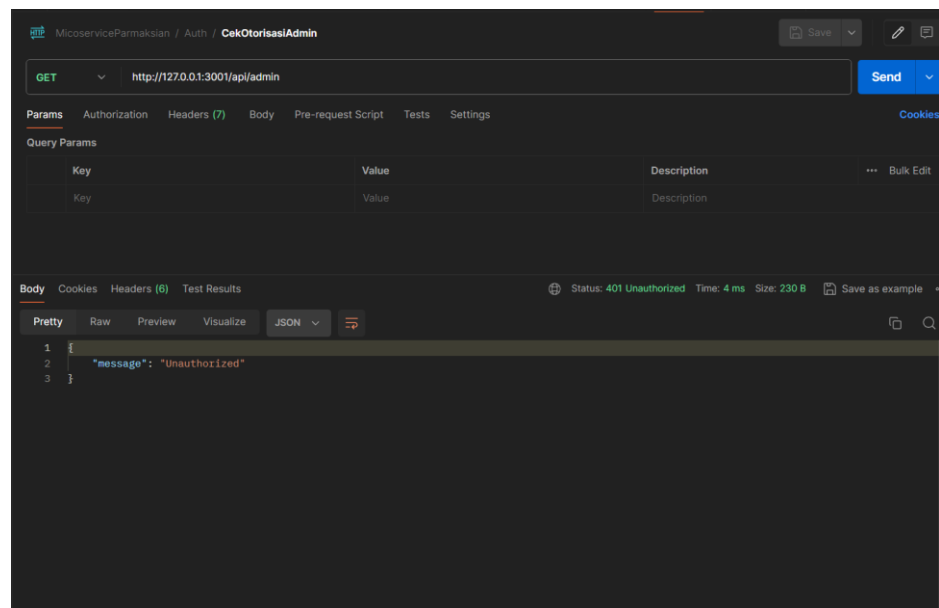 HTTP MicoserviceParmaksian / Auth / CekOtorisasiAdmin Save
GET http://127.0.0.1:3001/api/admin Send
Params Authorization Headers (7) Body Pre-request Script Tests Settings Cookies
Query Params
Key Value Description ••• Bulk Edit
Key Value Description
Body Cookies Headers (6) Test Results Status: 401 Unauthorized Time: 4 ms Size: 230 B Save as example
Pretty Raw Preview Visualize JSON
1 {
2 "message": "Unauthorized"
3 }